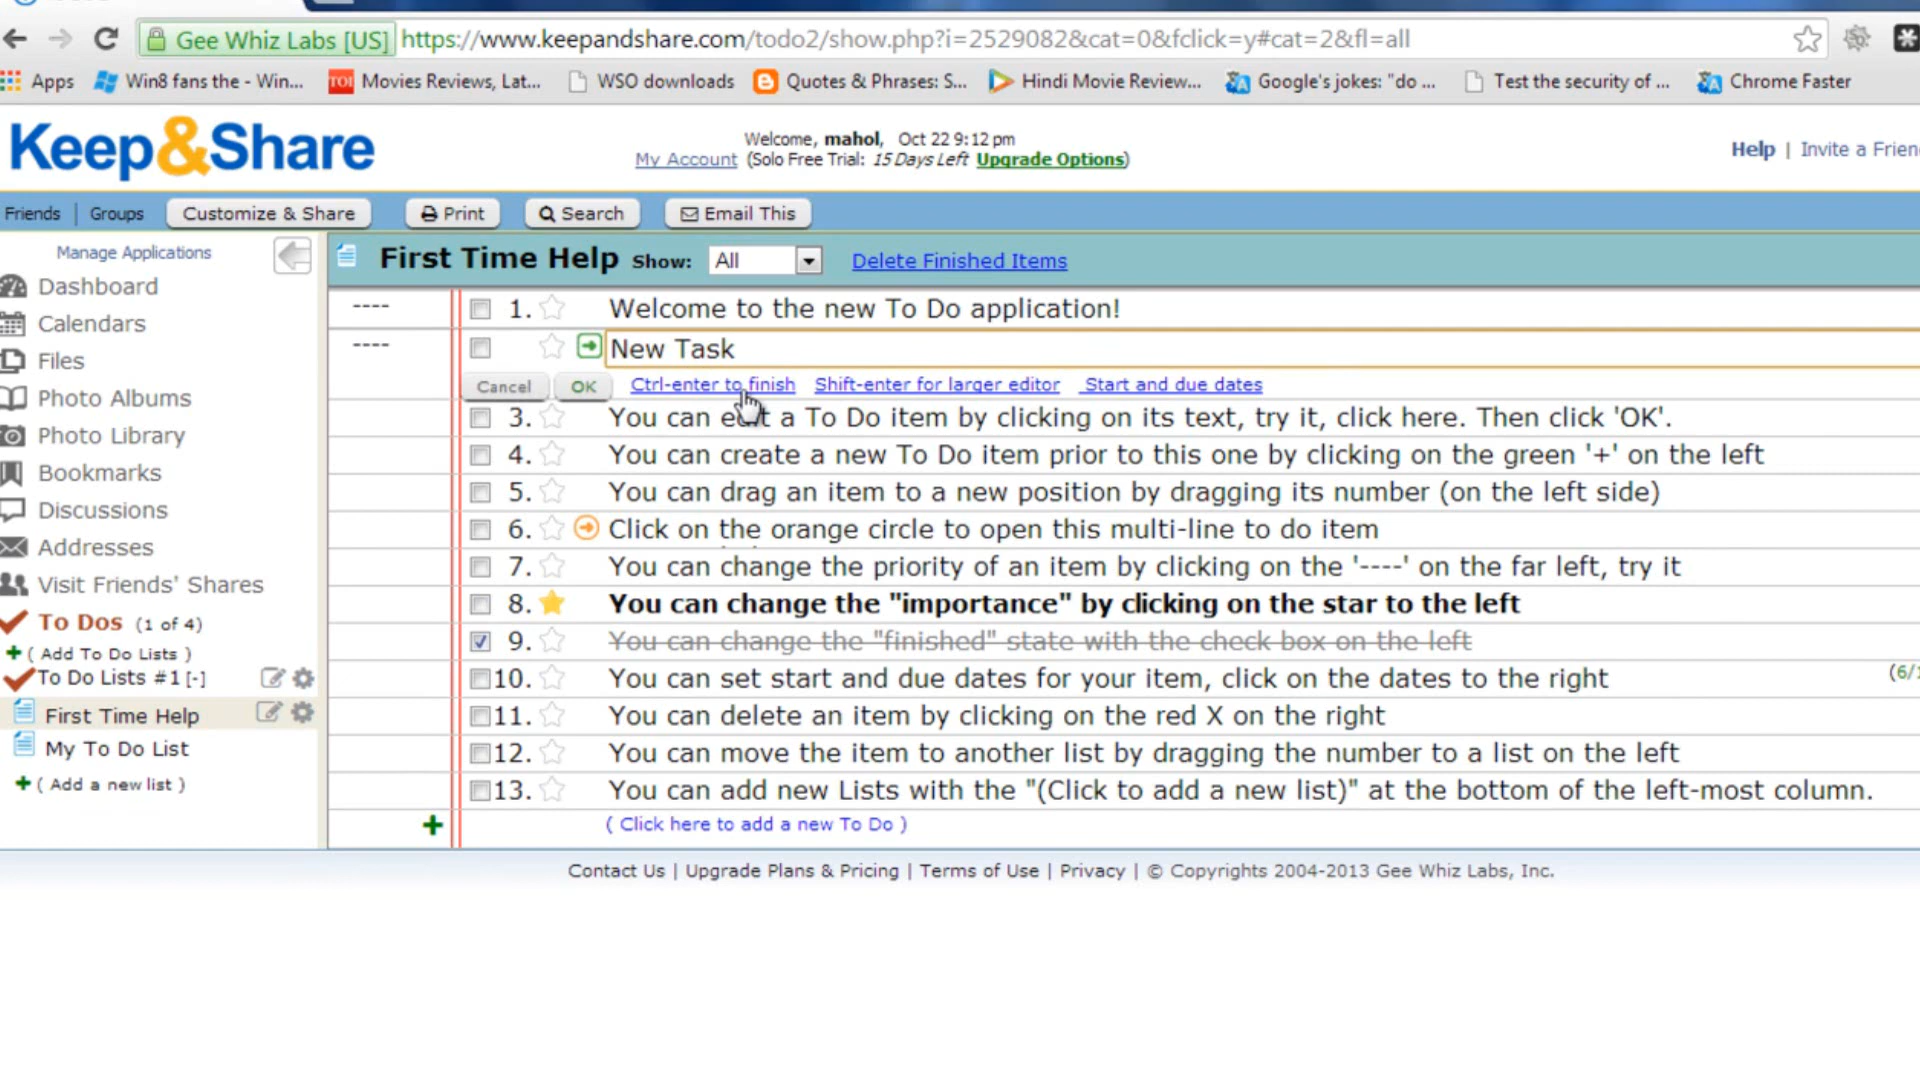 Gee Whiz Labs [US] https://www.keepandshare.com/todo2/show.php?i=2529082&cat=0&fclick=y#cat=2&fl=all
Apps Win8 fans the - Win... TOI Movies Reviews, Lat... WSO downloads Quotes & Phrases: S... Hindi Movie Review... Google's jokes: "do ... Test the security of ... Chrome Faster
Keep&Share
Welcome, mahol, Oct 22 9:12 pm
My Account (Solo Free Trial: 15 Days Left Upgrade Options)
Help | Invite a Frien
Friends | Groups Customize & Share Print Search Email This
Manage Applications
Dashboard
Calendars
Files
Photo Albums
Photo Library
Bookmarks
Discussions
Addresses
Visit Friends' Shares
To Dos (1 of 4)
+ ( Add To Do Lists )
To Do Lists #1 [-]
First Time Help
My To Do List
+ ( Add a new list )
First Time Help Show: All Delete Finished Items
---- 1. Welcome to the new To Do application!
---- New Task
Cancel OK Ctrl-enter to finish Shift-enter for larger editor Start and due dates
3. You can edit a To Do item by clicking on its text, try it, click here. Then click 'OK'.
4. You can create a new To Do item prior to this one by clicking on the green '+' on the left
5. You can drag an item to a new position by dragging its number (on the left side)
6. Click on the orange circle to open this multi-line to do item
7. You can change the priority of an item by clicking on the '----' on the far left, try it
8. You can change the "importance" by clicking on the star to the left
9. You can change the "finished" state with the check box on the left
10. You can set start and due dates for your item, click on the dates to the right (6/1
11. You can delete an item by clicking on the red X on the right
12. You can move the item to another list by dragging the number to a list on the left
13. You can add new Lists with the "(Click to add a new list)" at the bottom of the left-most column.
+ ( Click here to add a new To Do )
Contact Us | Upgrade Plans & Pricing | Terms of Use | Privacy | © Copyrights 2004-2013 Gee Whiz Labs, Inc.